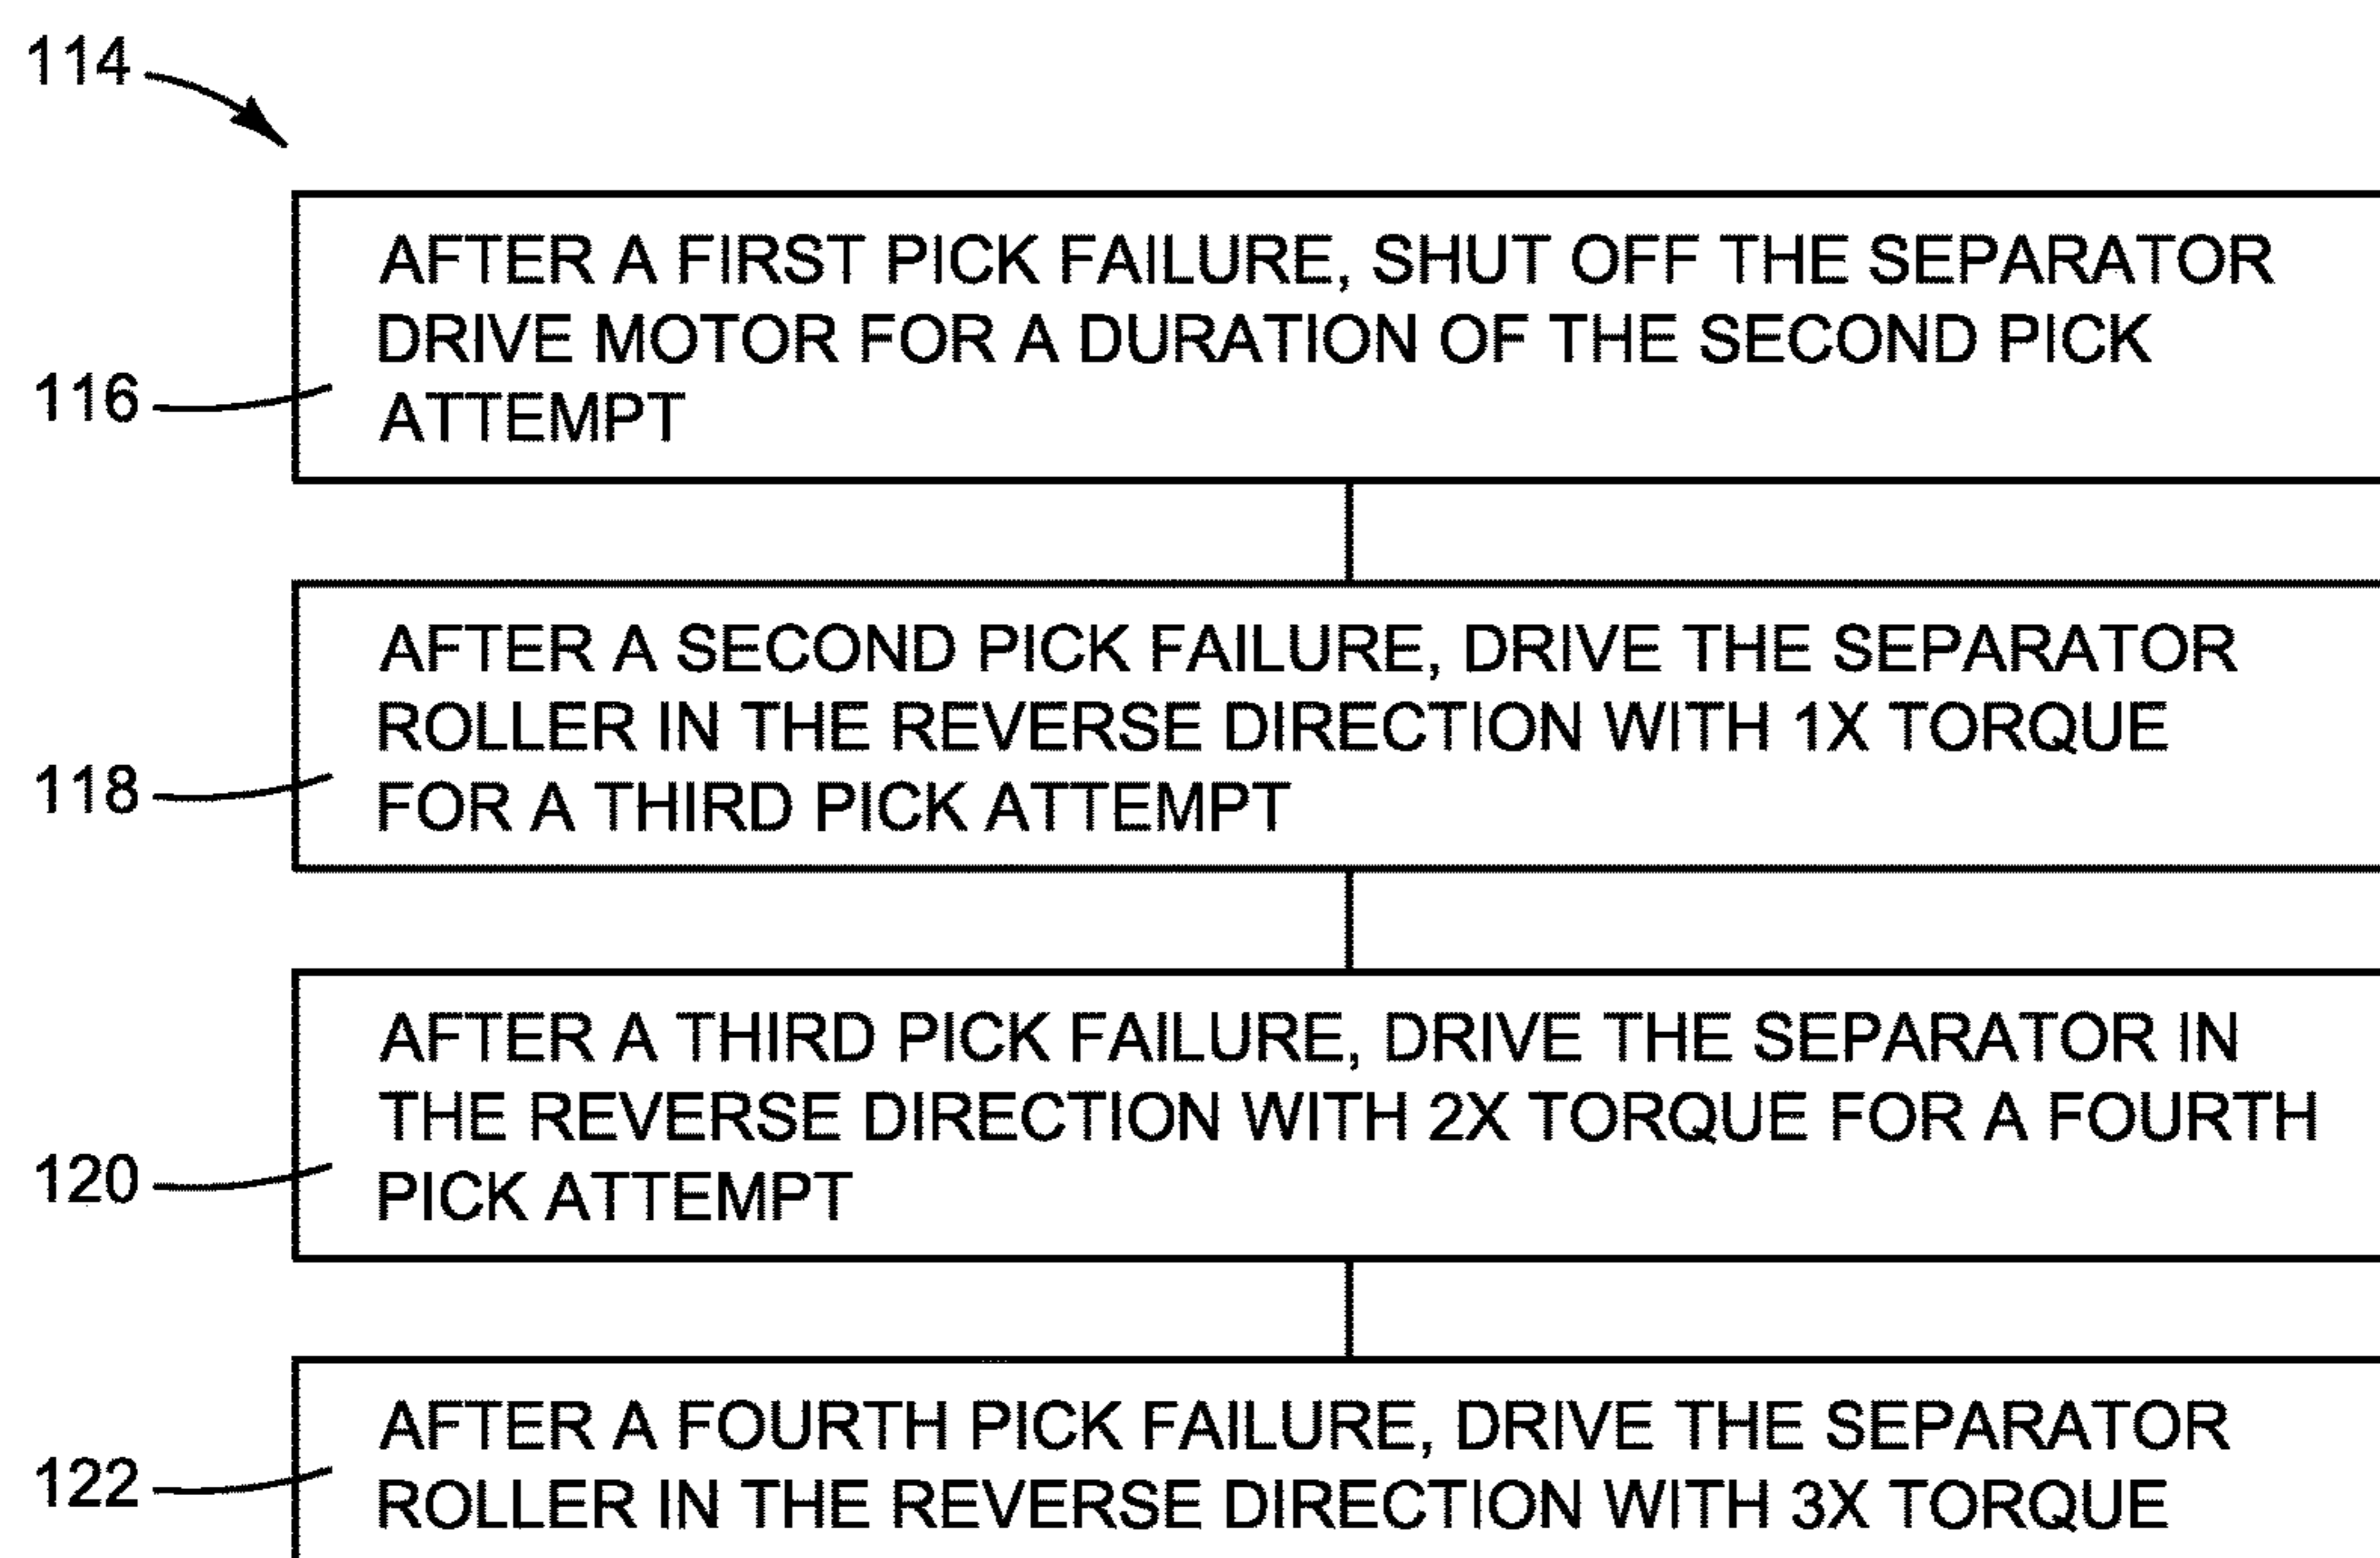 114
AFTER A FIRST PICK FAILURE, SHUT OFF THE SEPARATOR
DRIVE MOTOR FOR A DURATION OF THE SECOND PICK
ATTEMPT
116
AFTER A SECOND PICK FAILURE, DRIVE THE SEPARATOR
ROLLER IN THE REVERSE DIRECTION WITH 1X TORQUE
FOR A THIRD PICK ATTEMPT
118
AFTER A THIRD PICK FAILURE, DRIVE THE SEPARATOR IN
THE REVERSE DIRECTION WITH 2X TORQUE FOR A FOURTH
PICK ATTEMPT
120
AFTER A FOURTH PICK FAILURE, DRIVE THE SEPARATOR
ROLLER IN THE REVERSE DIRECTION WITH 3X TORQUE
122